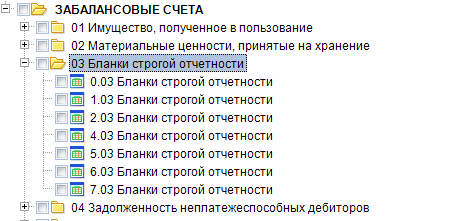 ЗАБАЛАНСОВЫЕ СЧЕТА
01 Имущество, полученное в пользование
02 Материальные ценности, принятые на хранение
03 Бланки строгой отчетности
0.03 Бланки строгой отчетности
1.03 Бланки строгой отчетности
2.03 Бланки строгой отчетности
4.03 Бланки строгой отчетности
5.03 Бланки строгой отчетности
6.03 Бланки строгой отчетности
7.03 Бланки строгой отчетности
04 Задолженность неплатежеспособных дебиторов